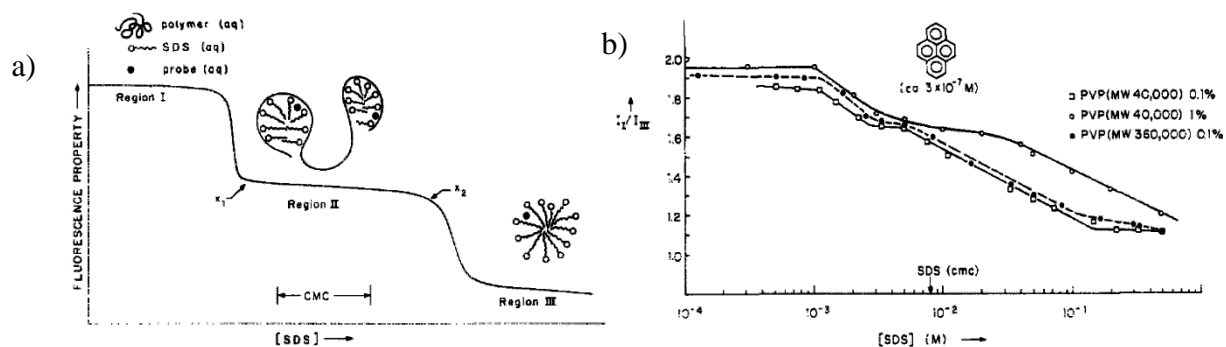 a)
polymer (aq)
SDS (aq)
probe (aq)
Region I
FLUORESCENCE PROPERTY
x₁
Region II
x₂
CMC
Region III
[SDS]
b)
2.0
1.8
1.6
1.4
1.2
1.0
I_I/I_III
(ca 3×10⁻⁷M)
PVP(MW 40,000) 0.1%
PVP(MW 40,000) 1%
PVP(MW 360,000) 0.1%
SDS (cmc)
10⁻⁴
10⁻³
10⁻²
10⁻¹
[SDS] (M)